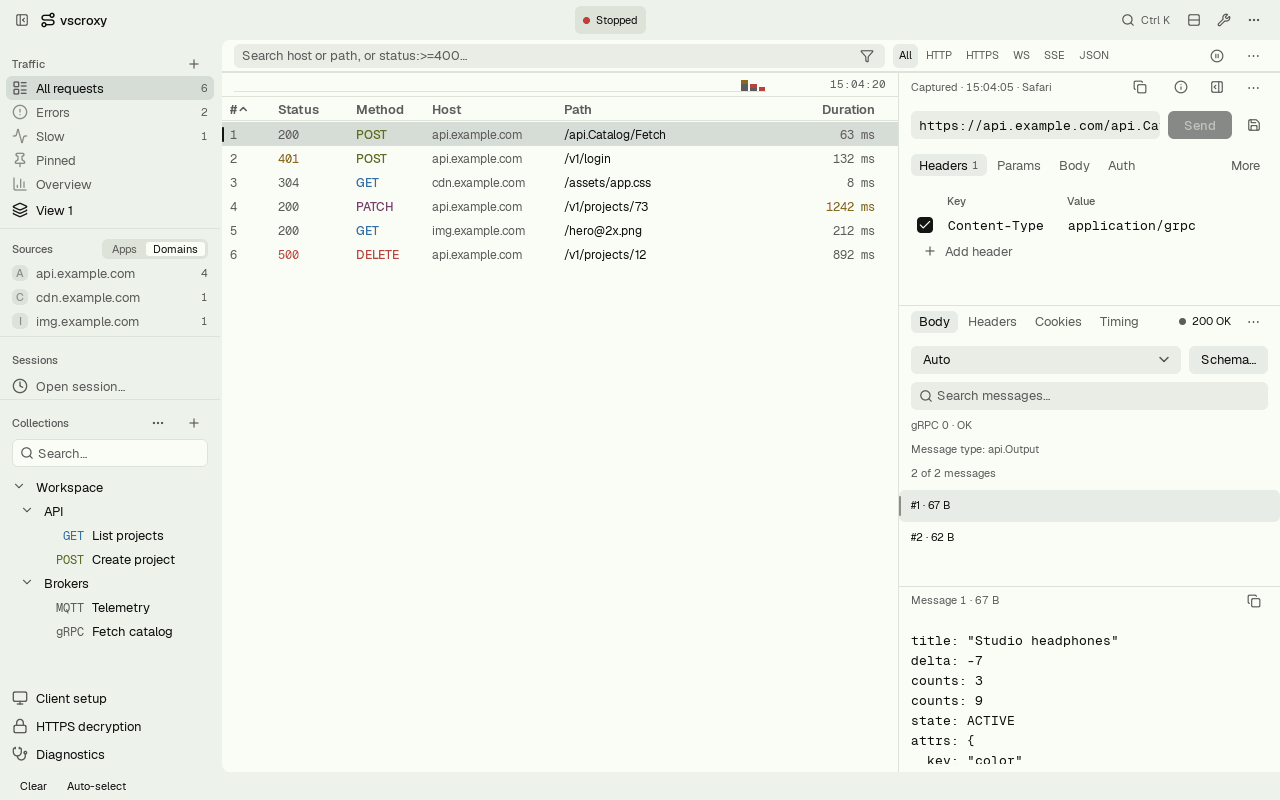 vscroxy
Stopped
Ctrl K
Traffic
All requests 6
Errors 2
Slow 1
Pinned
Overview
View 1
Sources Apps Domains
A api.example.com 4
C cdn.example.com 1
I img.example.com 1
Sessions
Open session...
Collections
Search...
Workspace
API
GET List projects
POST Create project
Brokers
MQTT Telemetry
gRPC Fetch catalog
Client setup
HTTPS decryption
Diagnostics
Clear Auto-select
Search host or path, or status:>=400...
All HTTP HTTPS WS SSE JSON
15:04:20
# Status Method Host Path Duration
1 200 POST api.example.com /api.Catalog/Fetch 63 ms
2 401 POST api.example.com /v1/login 132 ms
3 304 GET cdn.example.com /assets/app.css 8 ms
4 200 PATCH api.example.com /v1/projects/73 1242 ms
5 200 GET img.example.com /hero@2x.png 212 ms
6 500 DELETE api.example.com /v1/projects/12 892 ms
Captured · 15:04:05 · Safari
https://api.example.com/api.Ca Send
Headers 1 Params Body Auth More
Key Value
Content-Type application/grpc
Add header
Body Headers Cookies Timing 200 OK
Auto Schema...
Search messages...
gRPC 0 · OK
Message type: api.Output
2 of 2 messages
#1 · 67 B
#2 · 62 B
Message 1 · 67 B
title: "Studio headphones"
delta: -7
counts: 3
counts: 9
state: ACTIVE
attrs: {
key: "color"